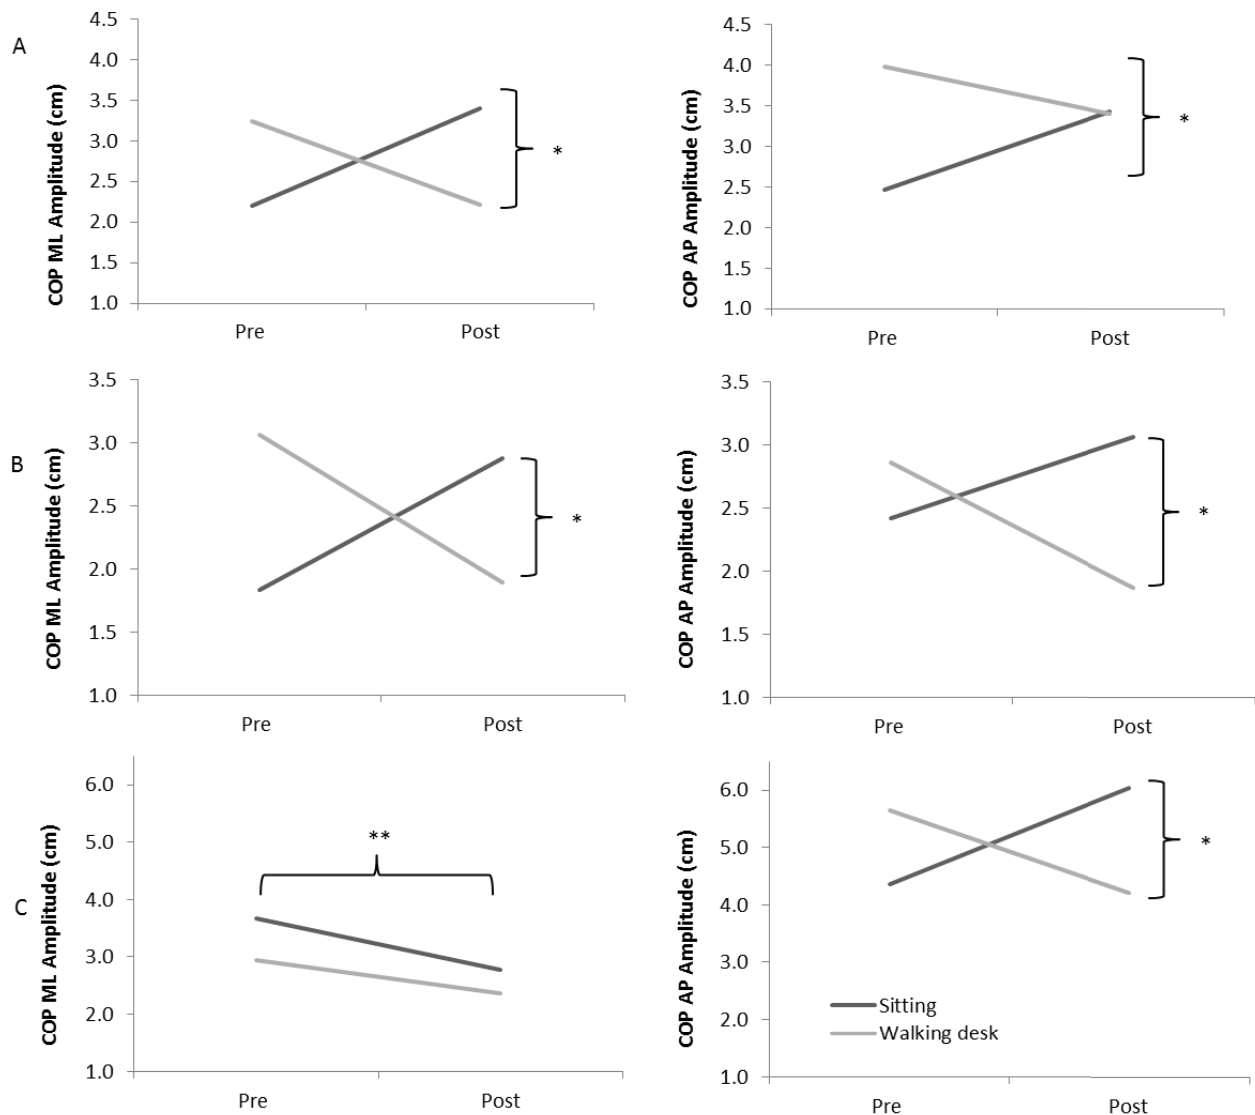 A
COP ML Amplitude (cm)
4.5
4.0
3.5
3.0
2.5
2.0
1.5
1.0
Pre Post
*
COP AP Amplitude (cm)
4.5
4.0
3.5
3.0
2.5
2.0
1.5
1.0
Pre Post
*
B
COP ML Amplitude (cm)
3.5
3.0
2.5
2.0
1.5
1.0
Pre Post
*
COP AP Amplitude (cm)
3.5
3.0
2.5
2.0
1.5
1.0
Pre Post
*
C
COP ML Amplitude (cm)
6.0
5.0
4.0
3.0
2.0
1.0
Pre Post
**
COP AP Amplitude (cm)
6.0
5.0
4.0
3.0
2.0
1.0
Pre Post
*
Sitting
Walking desk